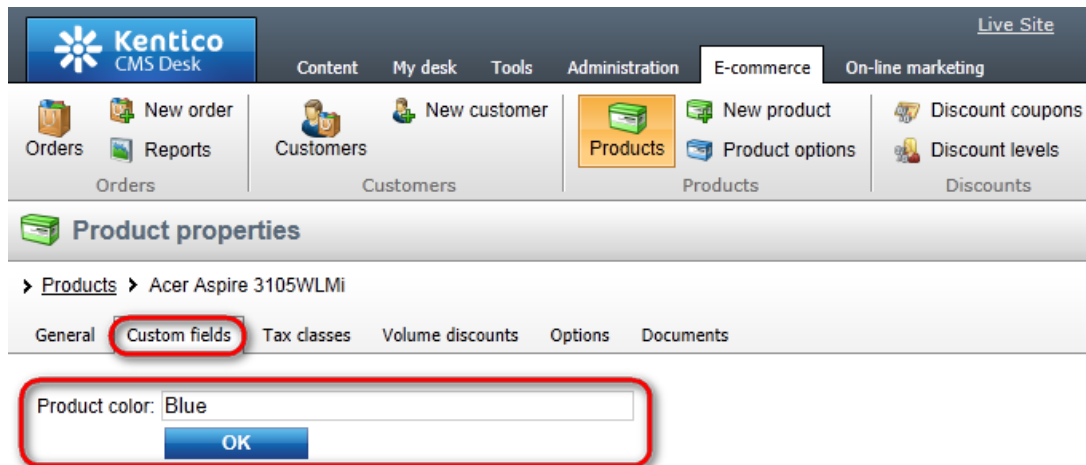 Live Site
Kentico
CMS Desk
Content My desk Tools Administration E-commerce On-line marketing
New order New customer New product Discount coupons
Orders Reports Customers Products Product options Discount levels
Orders Customers Products Discounts
Product properties
Products Acer Aspire 3105WLMi
General Custom fields Tax classes Volume discounts Options Documents
Product color: Blue
OK